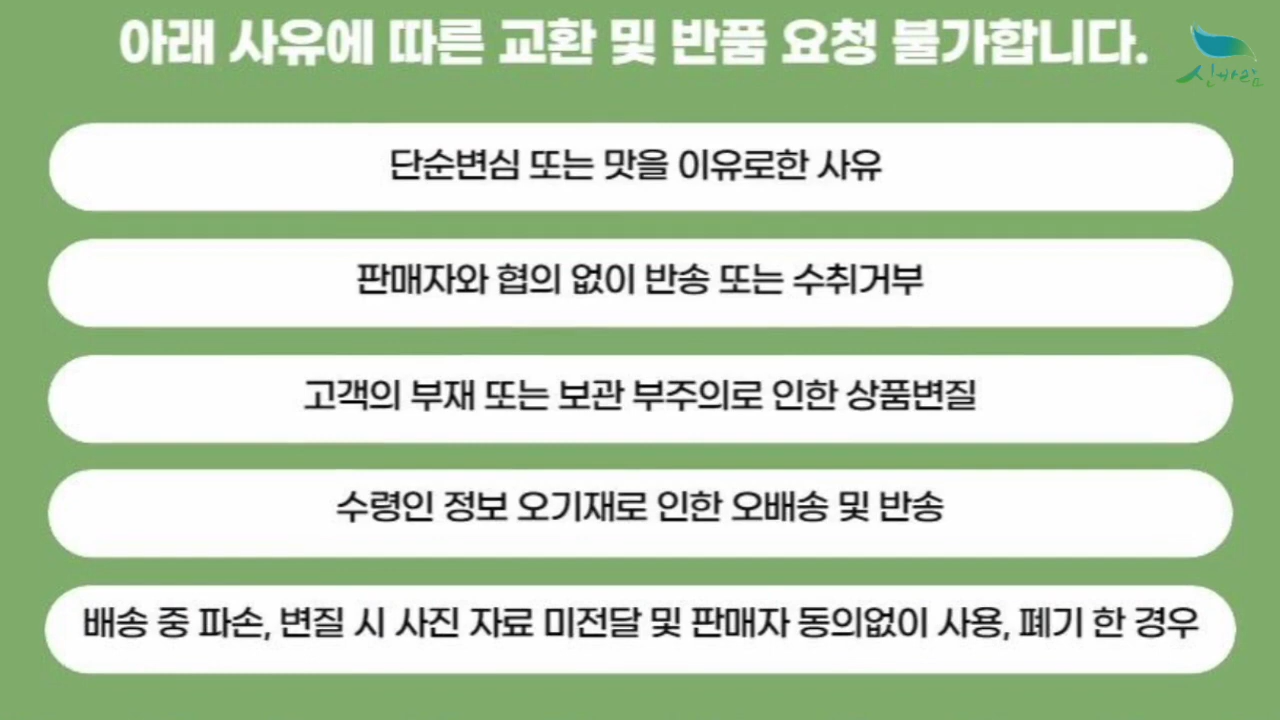 아래 사유에 따른 교환 및 반품 요청 불가합니다.
신바람
단순변심 또는 맛을 이유로한 사유
판매자와 협의 없이 반송 또는 수취거부
고객의 부재 또는 보관 부주의로 인한 상품변질
수령인 정보 오기재로 인한 오배송 및 반송
배송 중 파손, 변질 시 사진 자료 미전달 및 판매자 동의없이 사용, 폐기 한 경우